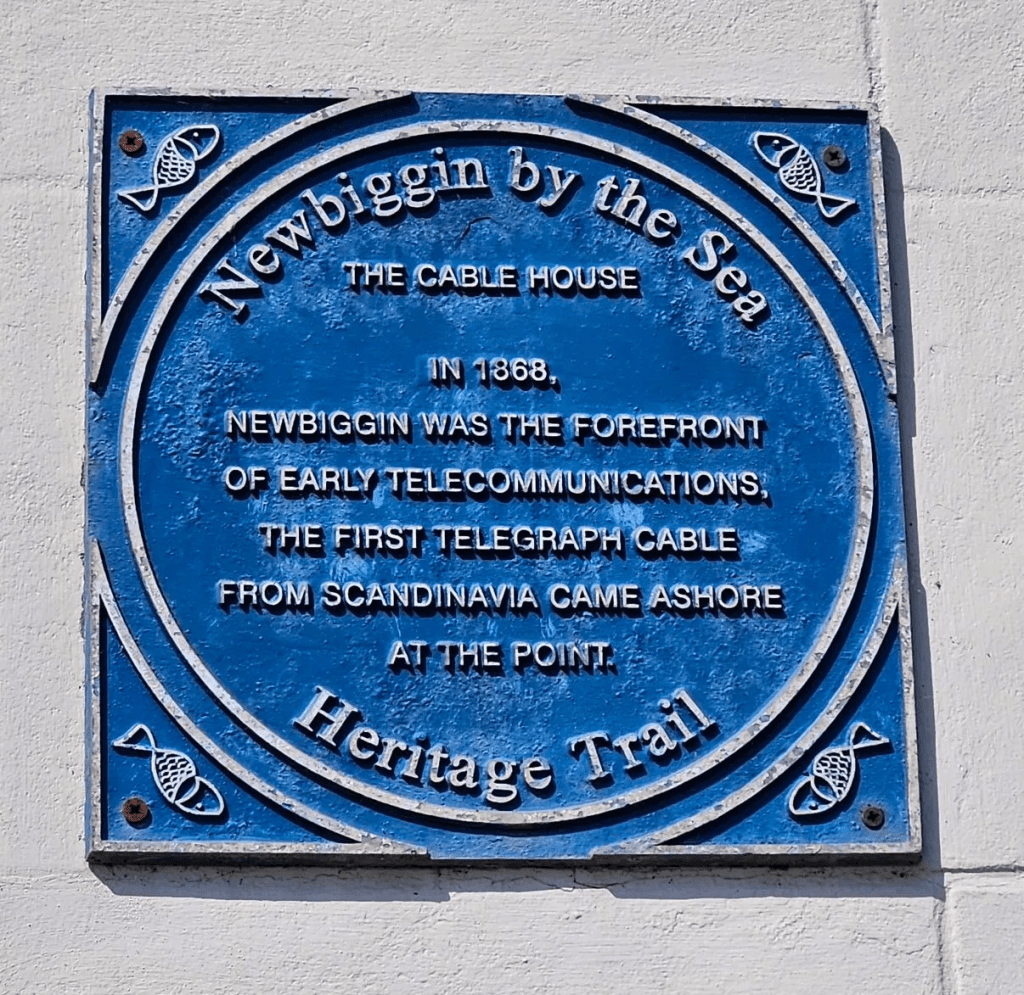 Newbiggin by the Sea
THE CABLE HOUSE
IN 1868,
NEWBIGGIN WAS THE FOREFRONT
OF EARLY TELECOMMUNICATIONS,
THE FIRST TELEGRAPH CABLE
FROM SCANDINAVIA CAME ASHORE
AT THE POINT.
Heritage Trail